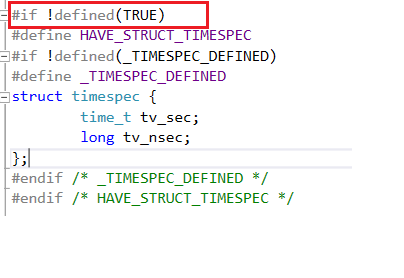 #if !defined(TRUE)
#define HAVE_STRUCT_TIMESPEC
#if !defined(_TIMESPEC_DEFINED)
#define _TIMESPEC_DEFINED
struct timespec {
time_t tv_sec;
long tv_nsec;
};
#endif /* _TIMESPEC_DEFINED */
#endif /* HAVE_STRUCT_TIMESPEC */